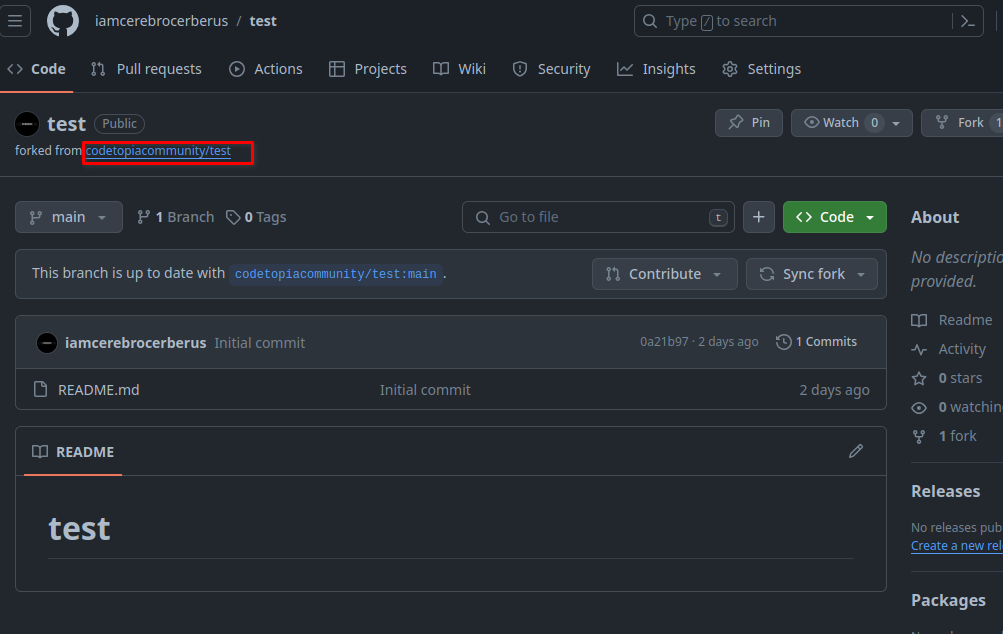 iamcerebrocerberus / test
Type / to search
Code Pull requests Actions Projects Wiki Security Insights Settings
test Public
Pin Watch 0 Fork 1
forked from codetopiacommunity/test
main 1 Branch 0 Tags Go to file t Code
About
This branch is up to date with codetopiacommunity/test:main .
Contribute Sync fork
No descriptio
provided.
iamcerebrocerberus Initial commit 0a21b97 · 2 days ago 1 Commits
README.md Initial commit 2 days ago
Readme
Activity
0 stars
0 watchin
1 fork
README
test
Releases
No releases pub
Create a new rel
Packages